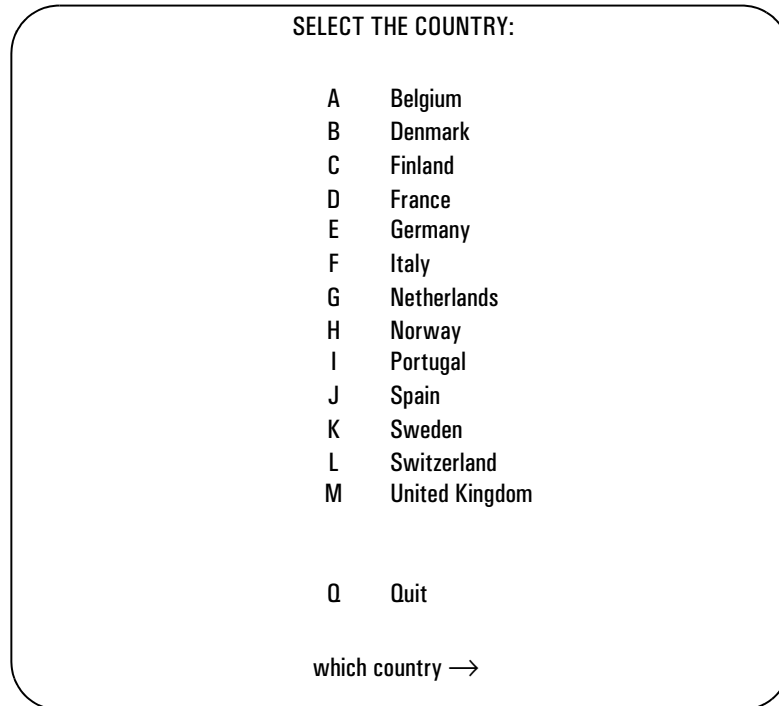 SELECT THE COUNTRY:
A Belgium
B Denmark
C Finland
D France
E Germany
F Italy
G Netherlands
H Norway
I Portugal
J Spain
K Sweden
L Switzerland
M United Kingdom
Q Quit
which country →